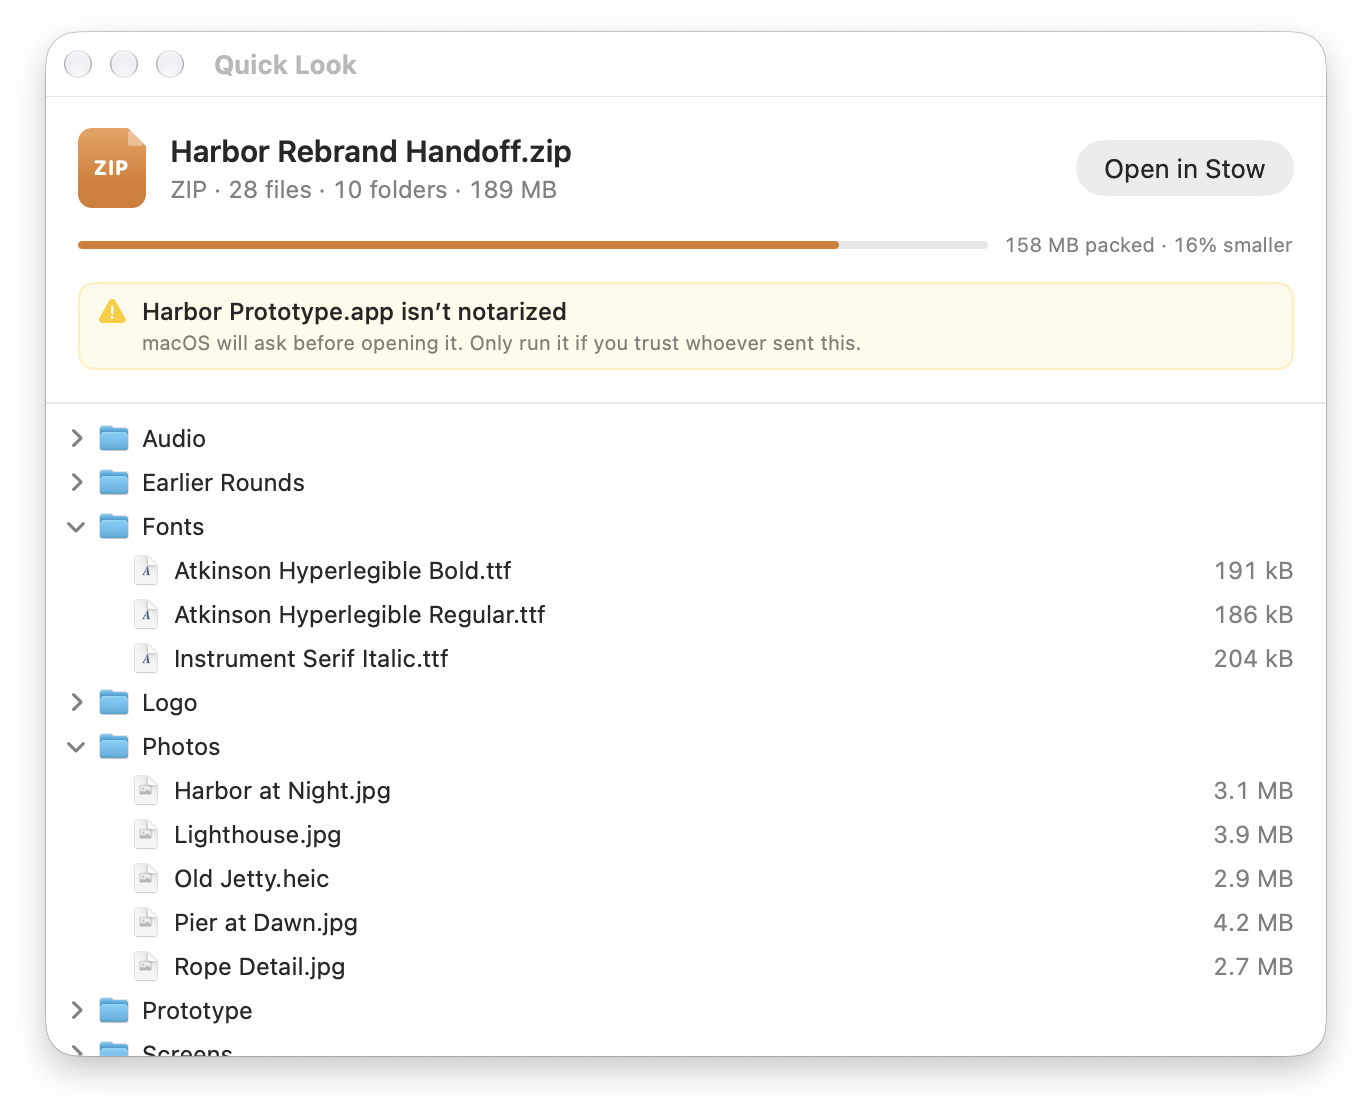 Quick Look
ZIP
Harbor Rebrand Handoff.zip
ZIP · 28 files · 10 folders · 189 MB
Open in Stow
158 MB packed · 16% smaller
Harbor Prototype.app isn’t notarized
macOS will ask before opening it. Only run it if you trust whoever sent this.
Audio
Earlier Rounds
Fonts
Atkinson Hyperlegible Bold.ttf 191 kB
Atkinson Hyperlegible Regular.ttf 186 kB
Instrument Serif Italic.ttf 204 kB
Logo
Photos
Harbor at Night.jpg 3.1 MB
Lighthouse.jpg 3.9 MB
Old Jetty.heic 2.9 MB
Pier at Dawn.jpg 4.2 MB
Rope Detail.jpg 2.7 MB
Prototype
Screens